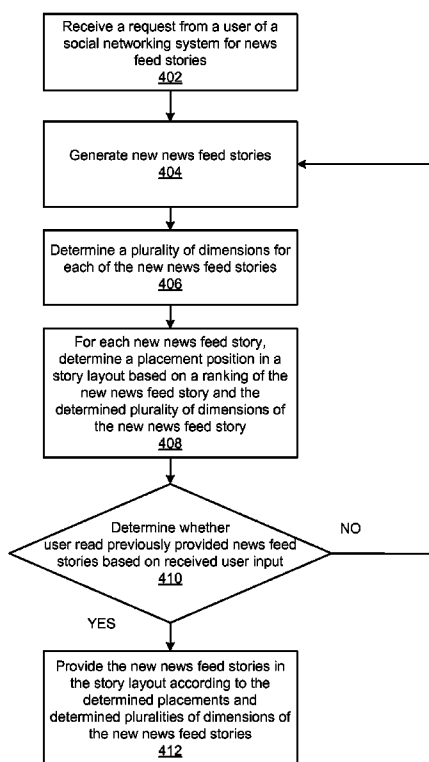 Receive a request from a user of a
social networking system for news
feed stories
402
Generate new news feed stories
404
Determine a plurality of dimensions for
each of the new news feed stories
406
For each new news feed story,
determine a placement position in a
story layout based on a ranking of the
new news feed story and the
determined plurality of dimensions of
the new news feed story
408
Determine whether
user read previously provided news feed
stories based on received user input
410
NO
YES
Provide the new news feed stories in
the story layout according to the
determined placements and
determined pluralities of dimensions of
the new news feed stories
412